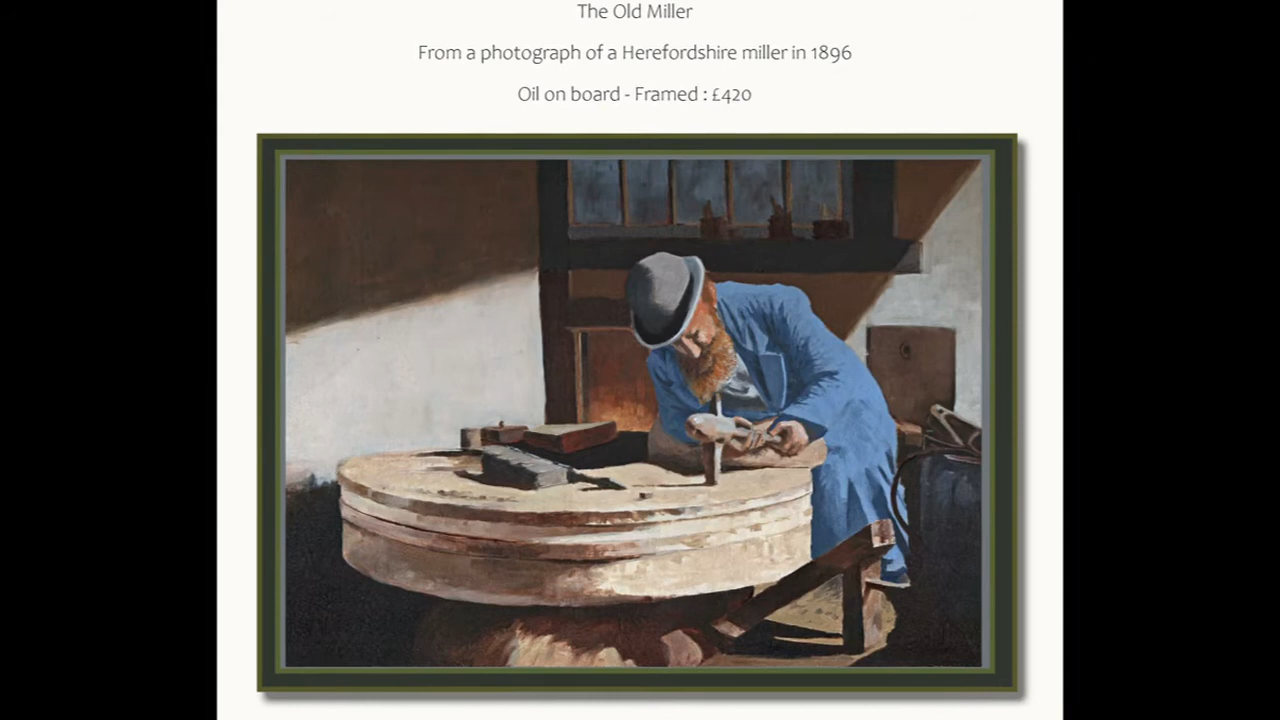 The Old Miller
From a photograph of a Herefordshire miller in 1896
Oil on board - Framed : £420